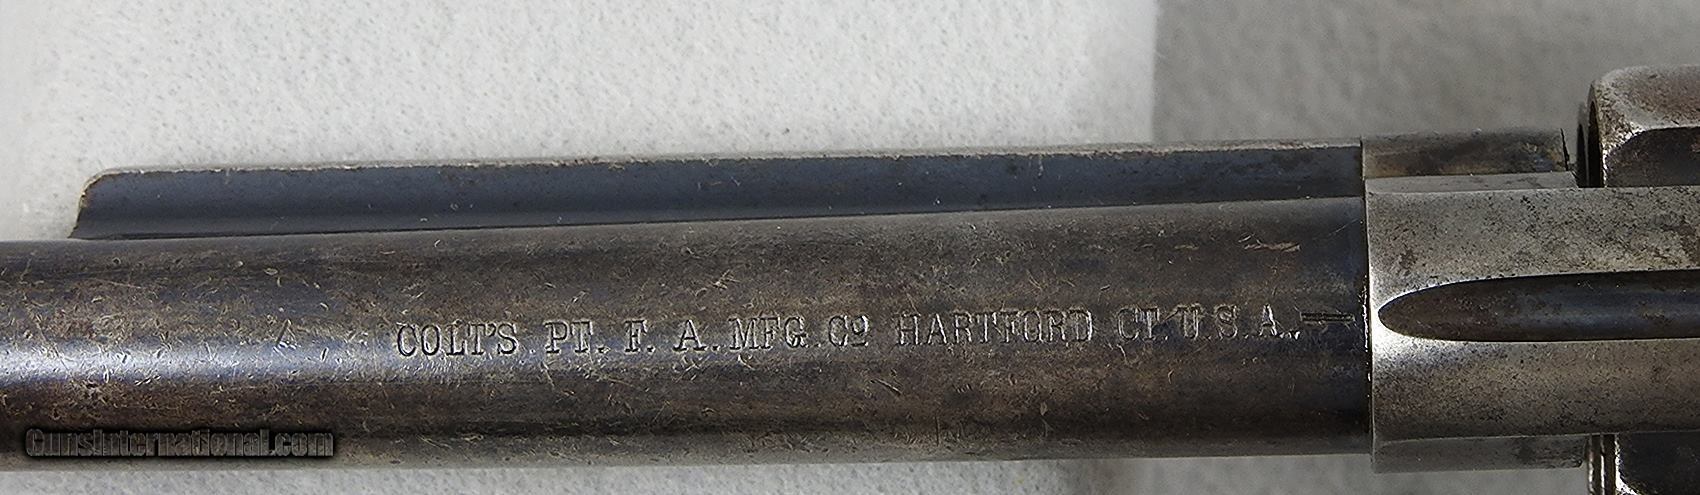 COLT'S PT. F. A. MFG. Cº HARTFORD CT. U.S.A.
GunsInternational.com